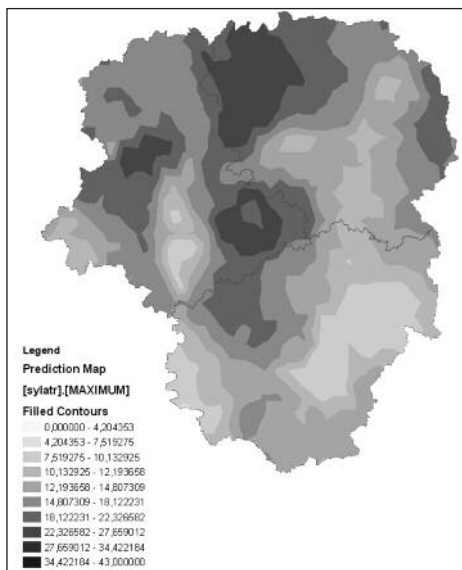 Legend
Prediction Map
[sylatr].[MAXIMUM]
Filled Contours
0,000000 - 4,204353
4,204353 - 7,519275
7,519275 - 10,132925
10,132925 - 12,193658
12,193658 - 14,807309
14,807309 - 18,122231
18,122231 - 22,326582
22,326582 - 27,659012
27,659012 - 34,422184
34,422184 - 43,000000